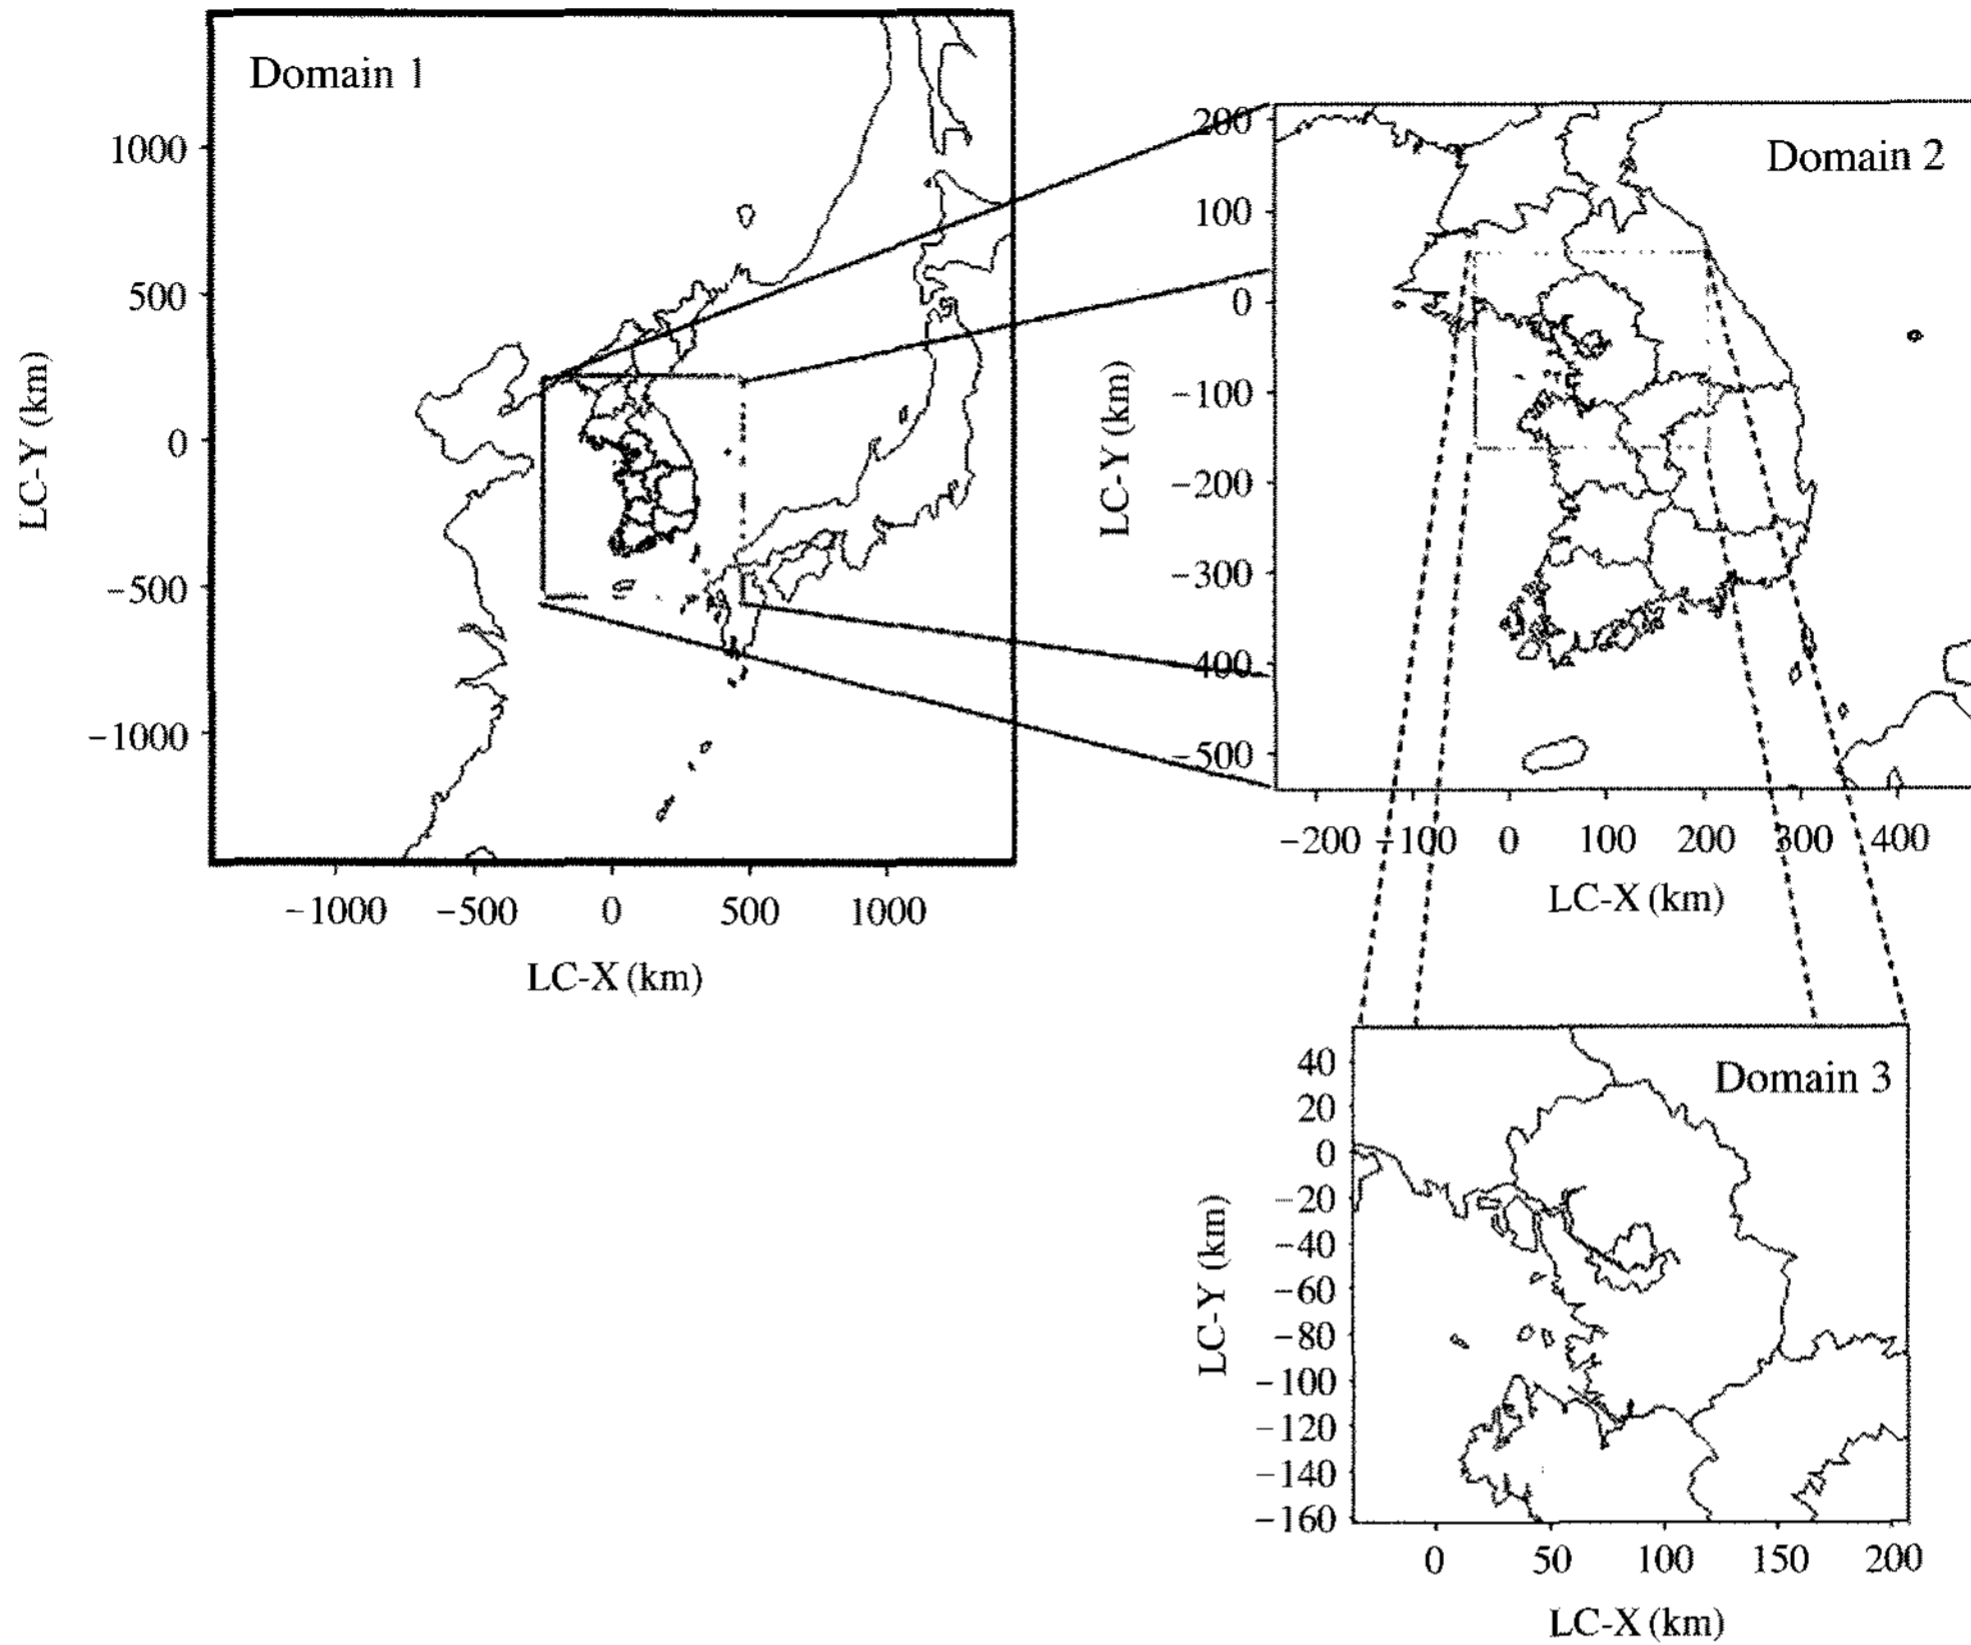 Domain 1
1000
500
0
−500
−1000
LC-Y (km)
−1000 −500 0 500 1000
LC-X (km)
Domain 2
200
100
0
−100
−200
−300
−400
−500
LC-Y (km)
−200 −100 0 100 200 300 400
LC-X (km)
Domain 3
40
20
0
−20
−40
−60
−80
−100
−120
−140
−160
LC-Y (km)
0 50 100 150 200
LC-X (km)